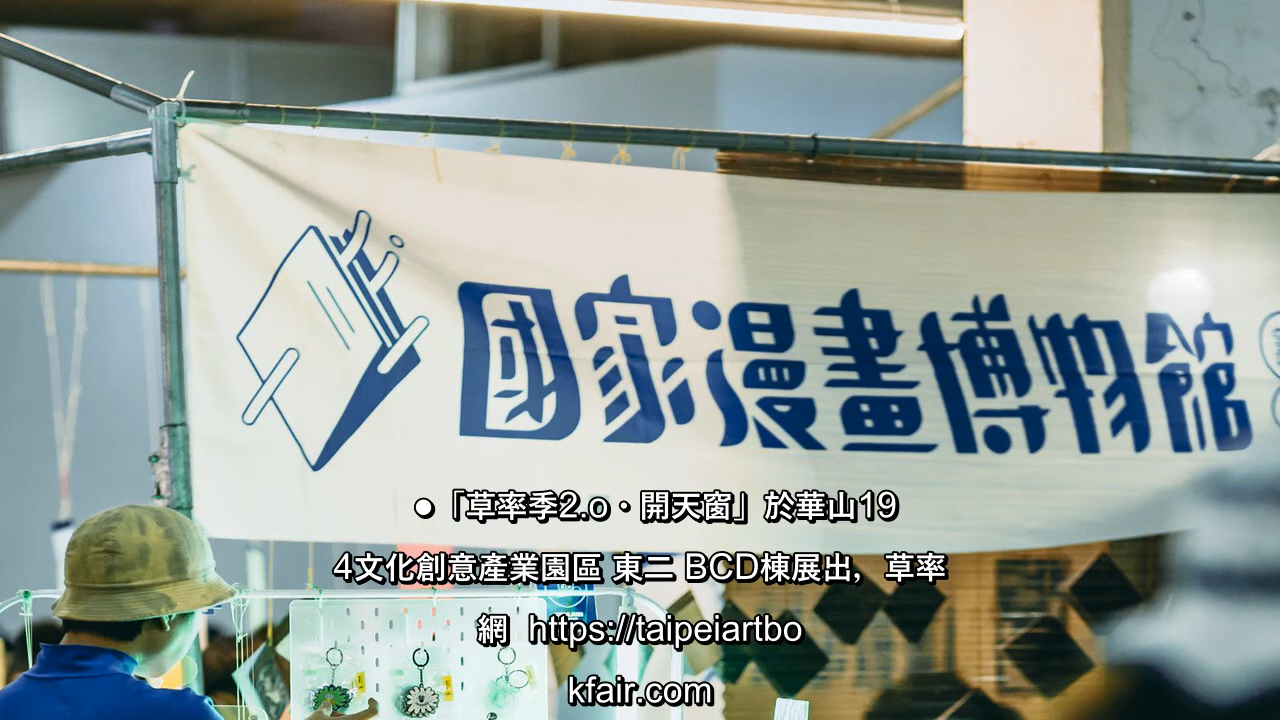 國家漫畫博物館
●「草率季2.o·開天窗」於華山19
4文化創意產業園區 東二 BCD棟展出，草率
網 https://taipeiartbo
kfair.com